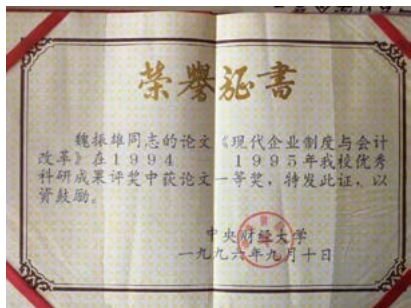 荣誉证书
魏振雄同志的论文《现代企业制度与会计
改革》在1994 1995年我校优秀
科研成果评奖中获论文一等奖，特发此证，以
资鼓励。
中央财经大学
一九九六年九月十日